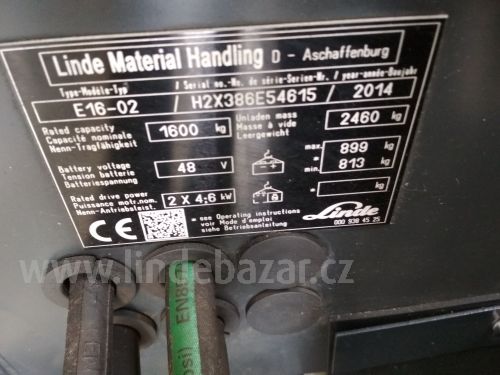 Linde Material Handling D - Aschaffenburg
Type-Modèle-Typ / Serial no.-No. de série-Serien-Nr. / year-année-Baujahr
E16-02 / H2X386E54615 / 2014
Rated capacity
Capacité nominale
Nenn-Tragfähigkeit
1600 kg
Unladen mass
Masse à vide
Leergewicht
2460 kg
Battery voltage
Tension batterie
Batteriespannung
48 V
max. 899 kg
*
min. 813 kg
Rated drive power
Puissance motr.nom.
Nenn-Antriebsleist.
2 X 4,6 kW
* kg
CE
* see Operating instructions
voir Mode d'emploi
siehe Betriebsanleitung
Linde
000 939 45 25
www.lindebazar.cz
EN85